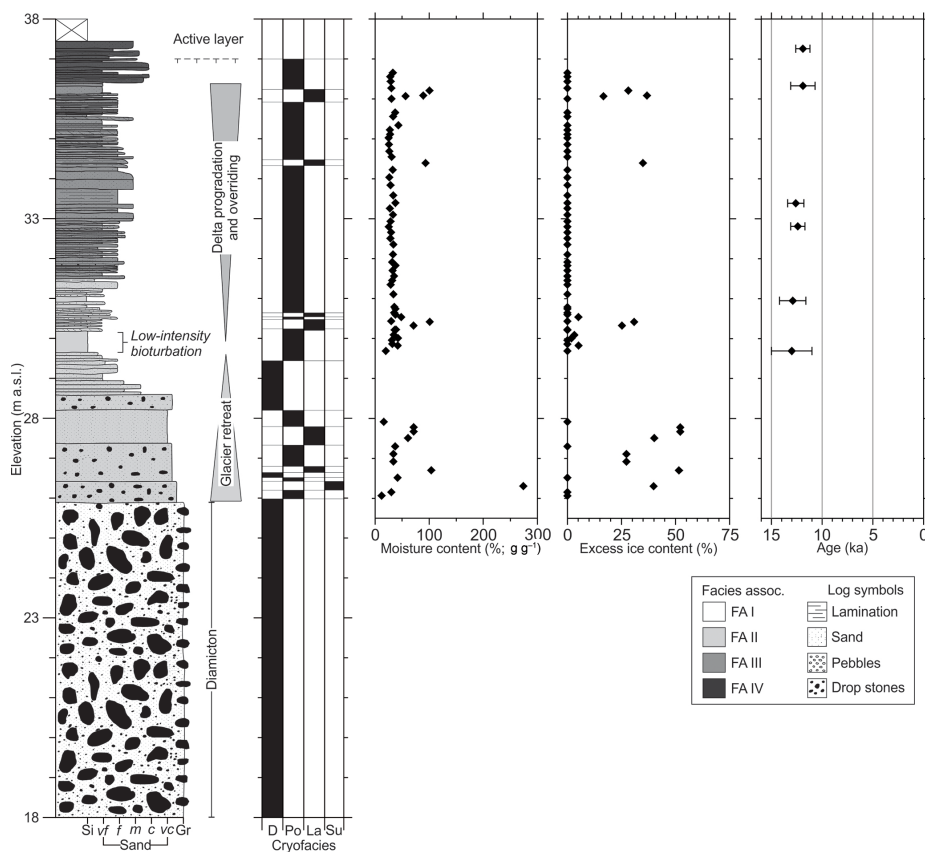 38
33
28
23
18
Elevation (m a.s.l.)
Si vf f m c vc Gr
Sand
Active layer
Delta progradation
and overriding
Low-intensity
bioturbation
Glacier retreat
Diamicton
D Po La Su
Cryofacies
0 100 200 300
Moisture content (%; g g⁻¹)
0 25 50 75
Excess ice content (%)
15 10 5 0
Age (ka)
Facies assoc.
FA I
FA II
FA III
FA IV
Log symbols
Lamination
Sand
Pebbles
Drop stones